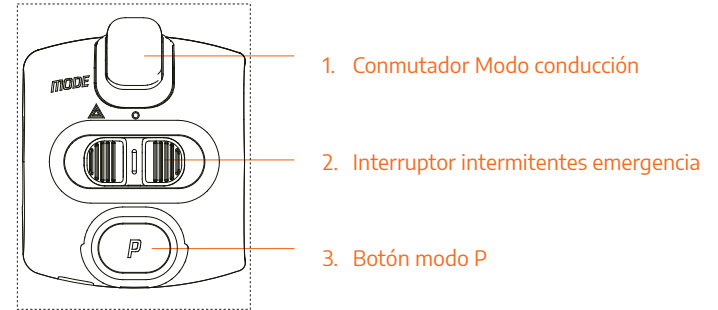 MODE
1. Conmutador Modo conducción
2. Interruptor intermitentes emergencia
P
3. Botón modo P